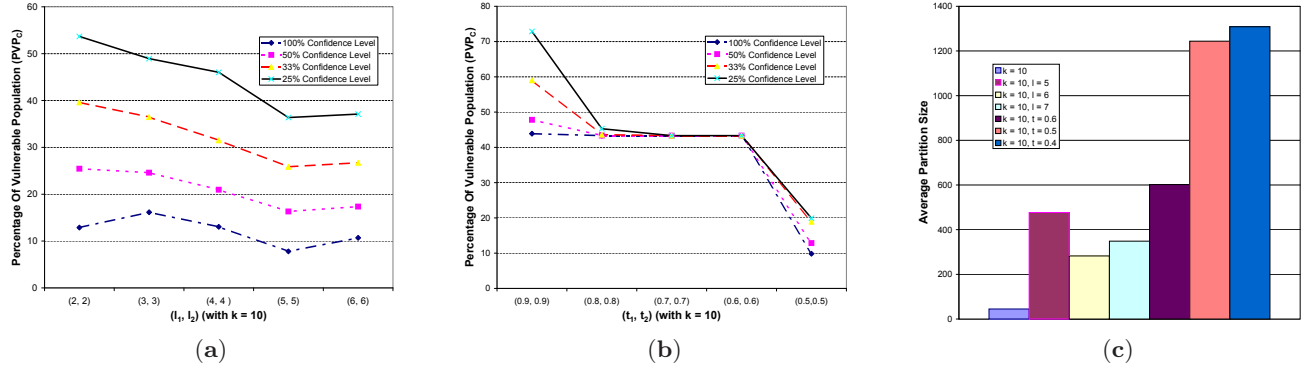 60
50
40
30
20
10
0
Percentage Of Vulnerable Population (PVPC)
100% Confidence Level
50% Confidence Level
33% Confidence Level
25% Confidence Level
(2, 2)
(3, 3)
(4, 4 )
(5, 5)
(6, 6)
(l1, l2) (with k = 10)
(a)
80
70
60
50
40
30
20
10
0
Percentage Of Vulnerable Population (PVPC)
100% Confidence Level
50% Confidence Level
33% Confidence Level
25% Confidence Level
(0.9, 0.9)
(0.8, 0.8)
(0.7, 0.7)
(0.6, 0.6)
(0.5,0.5)
(t1, t2) (with k = 10)
(b)
1400
1200
1000
800
600
400
200
0
Average Partition Size
k = 10
k = 10, l = 5
k = 10, l = 6
k = 10, l = 7
k = 10, t = 0.6
k = 10, t = 0.5
k = 10, t = 0.4
(c)